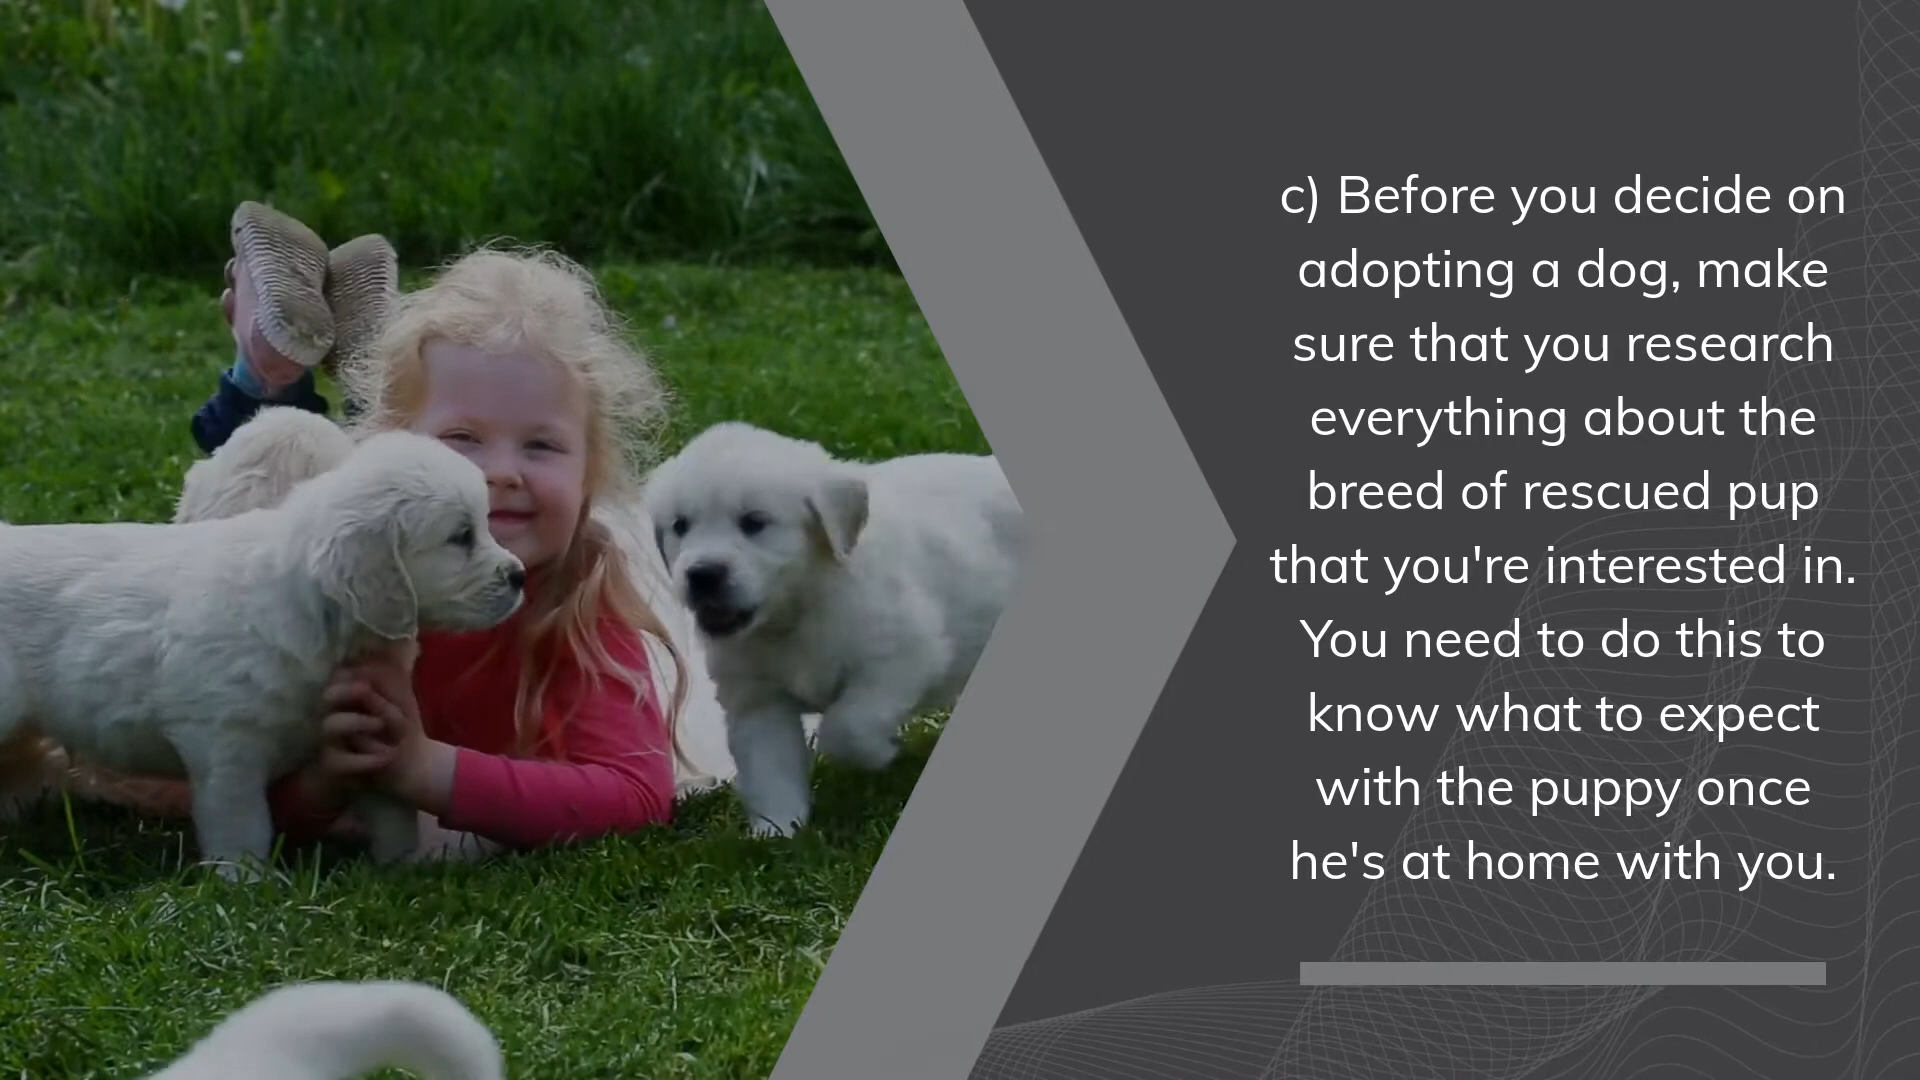 c) Before you decide on
adopting a dog, make
sure that you research
everything about the
breed of rescued pup
that you're interested in.
You need to do this to
know what to expect
with the puppy once
he's at home with you.